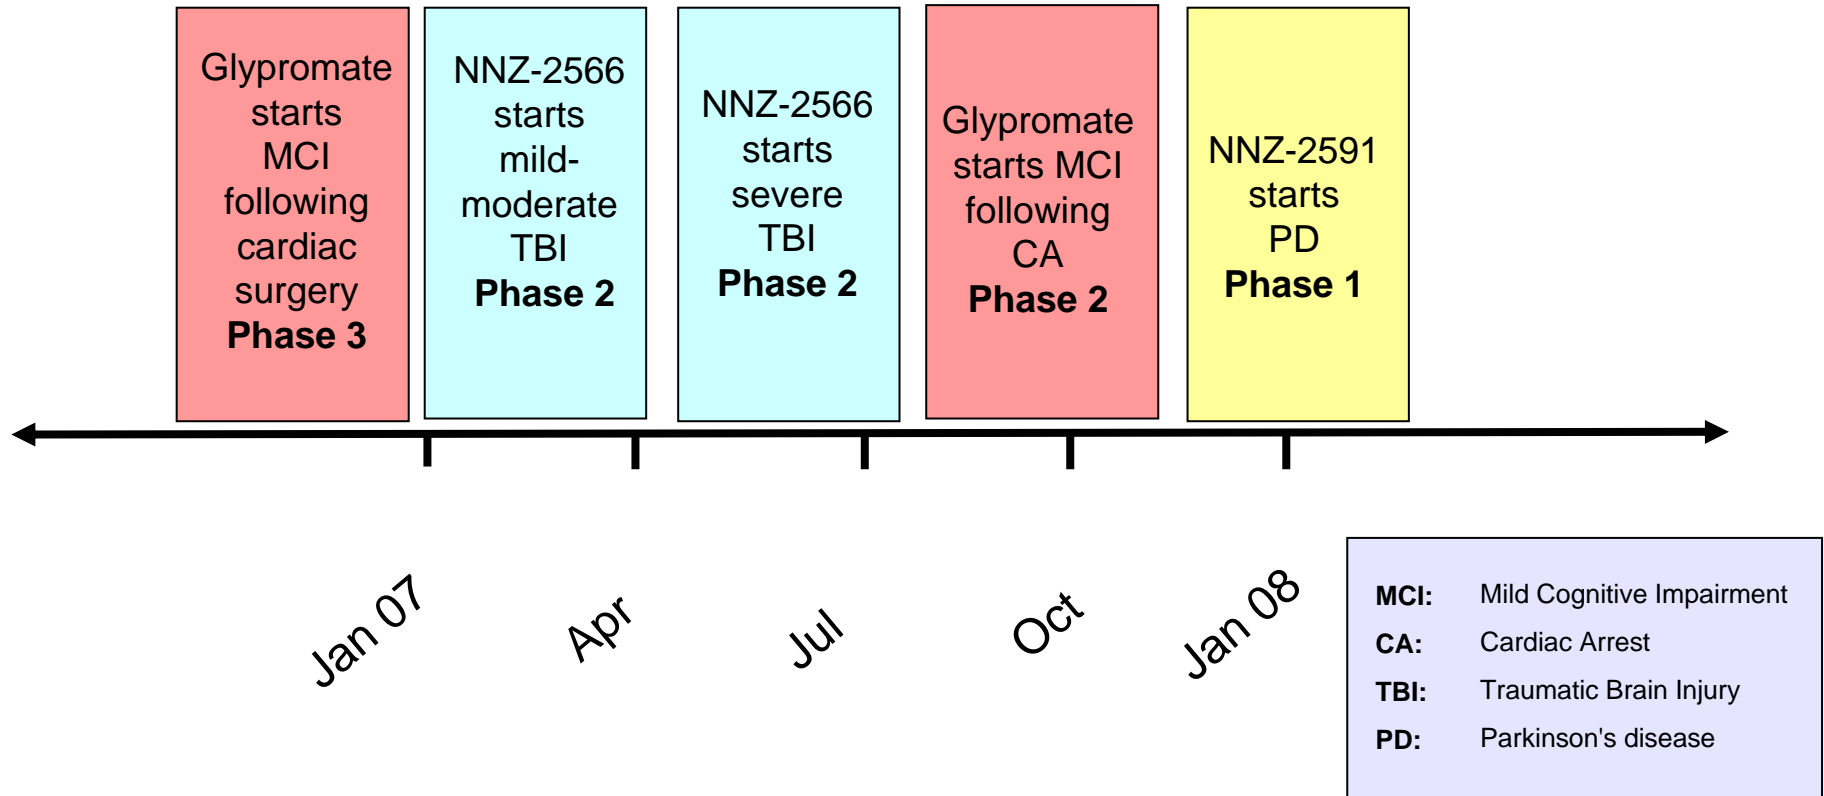 Glypromate
starts
MCI
following
cardiac
surgery
Phase 3
NNZ-2566
starts
mild-
moderate
TBI
Phase 2
NNZ-2566
starts
severe
TBI
Phase 2
Glypromate
starts MCI
following
CA
Phase 2
NNZ-2591
starts
PD
Phase 1
Jan 07
Apr
Jul
Oct
Jan 08
MCI: Mild Cognitive Impairment
CA: Cardiac Arrest
TBI: Traumatic Brain Injury
PD: Parkinson's disease